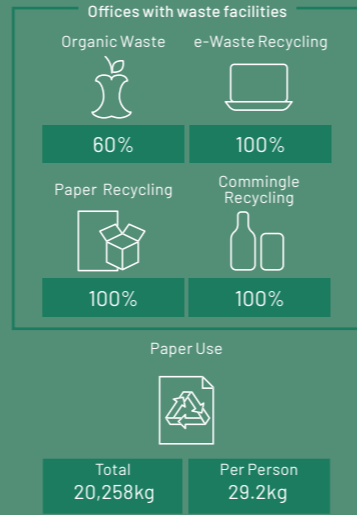 Offices with waste facilities
Organic Waste
e-Waste Recycling
60%
100%
Paper Recycling
Commingle
Recycling
100%
100%
Paper Use
Total
20,258kg
Per Person
29.2kg